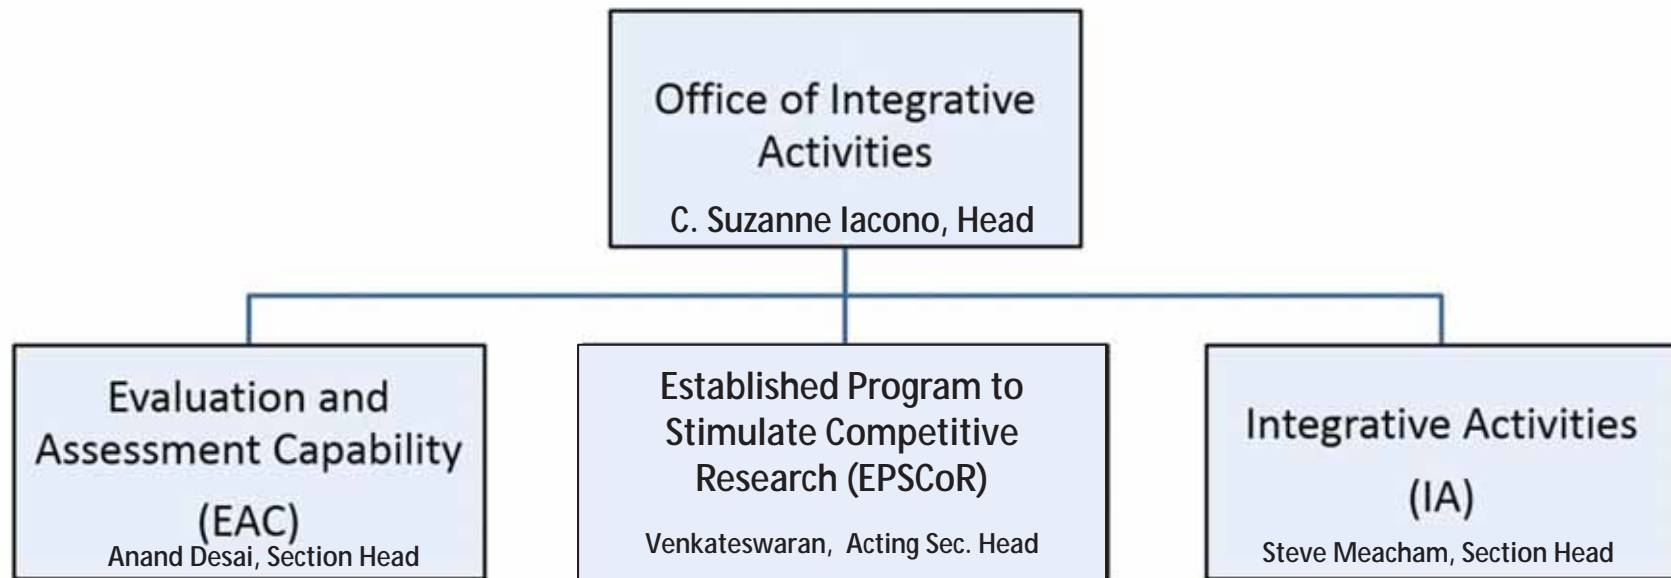 Office of Integrative
Activities
C. Suzanne Iacono, Head
Evaluation and
Assessment Capability
(EAC)
Anand Desai, Section Head
Established Program to
Stimulate Competitive
Research (EPSCoR)
Venkateswaran, Acting Sec. Head
Integrative Activities
(IA)
Steve Meacham, Section Head